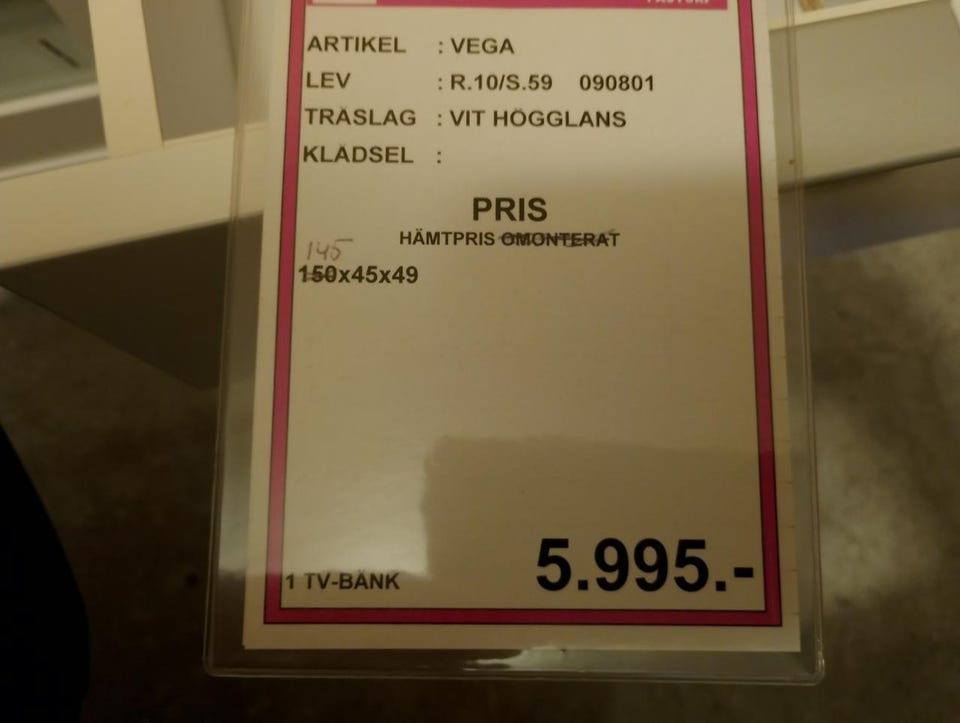 ARTIKEL : VEGA
LEV : R.10/S.59 090801
TRÄSLAG : VIT HÖGGLANS
KLÄDSEL :
PRIS
HÄMTPRIS OMONTERAT
145
150x45x49
1 TV-BÄNK 5.995.-